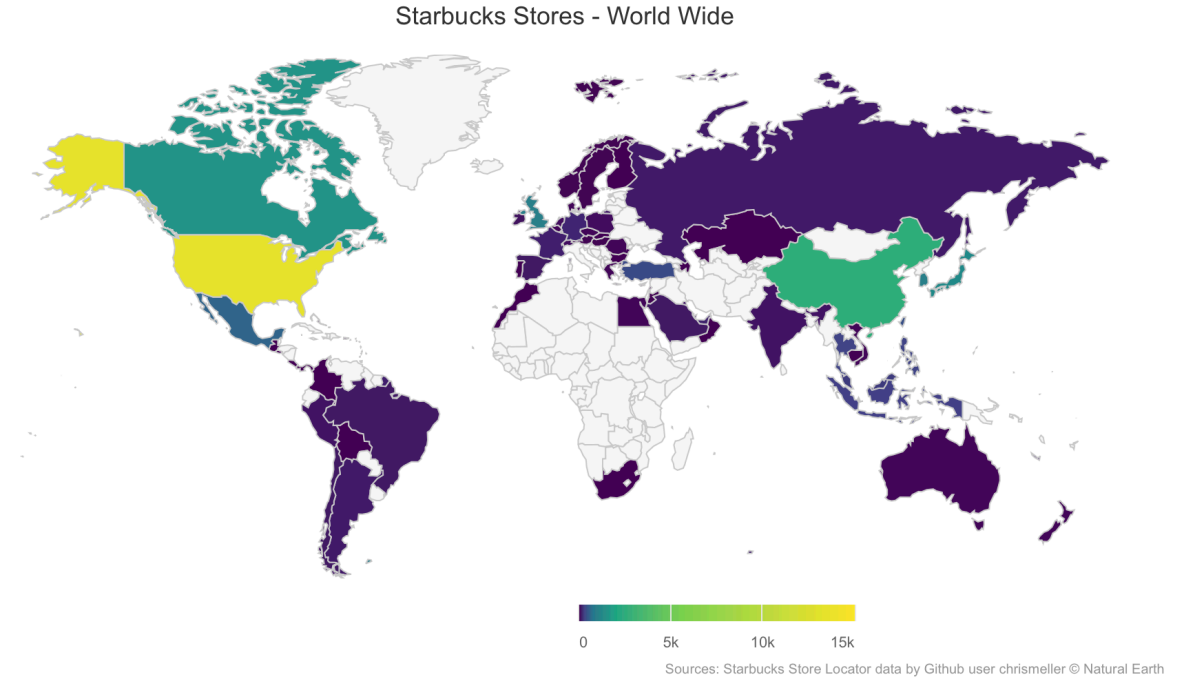 Starbucks Stores - World Wide
0 5k 10k 15k
Sources: Starbucks Store Locator data by Github user chrismeller © Natural Earth